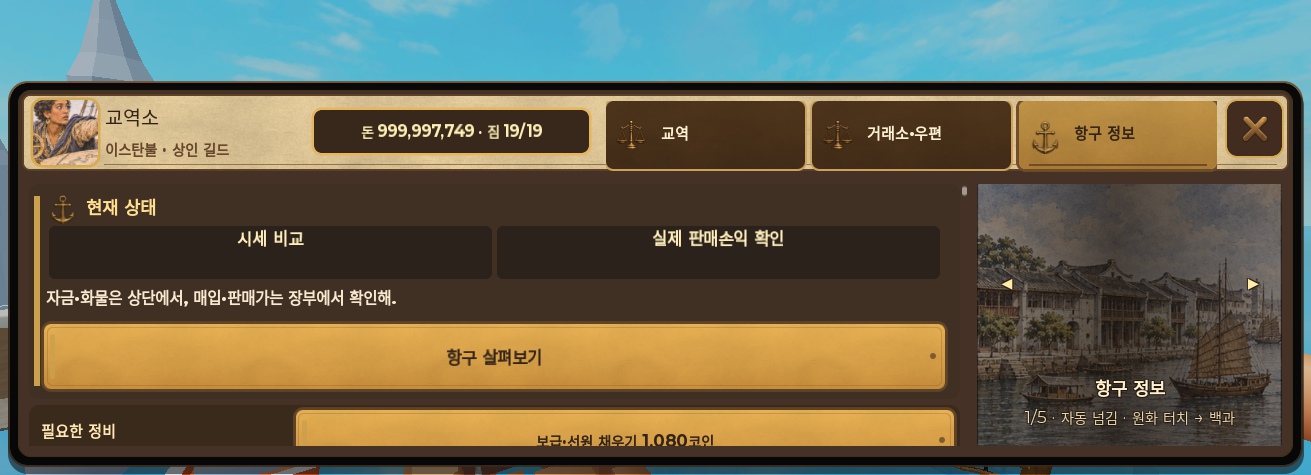 교역소
이스탄불 · 상인 길드
돈 999,997,749 · 짐 19/19
교역
거래소•우편
항구 정보
현재 상태
시세 비교
실제 판매손익 확인
자금•화물은 상단에서, 매입•판매가는 장부에서 확인해.
항구 살펴보기
필요한 정비
보급•선원 채우기 1,080코인
항구 정보
1/5 · 자동 넘김 · 원화 터치 → 백과